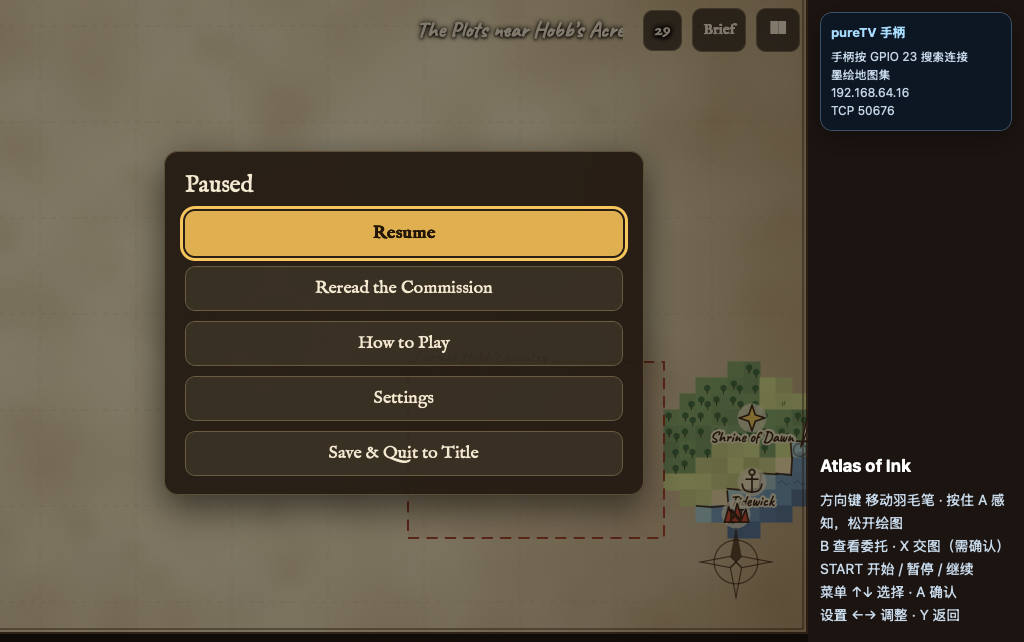 The Plots near Hobb's Acre
29
Brief
Paused
Resume
Reread the Commission
How to Play
Settings
Save & Quit to Title
Shrine of Dawn
Tidewick
pureTV 手柄
手柄按 GPIO 23 搜索连接
墨绘地图集
192.168.64.16
TCP 50676
Atlas of Ink
方向键 移动羽毛笔 · 按住 A 感
知，松开绘图
B 查看委托 · X 交图（需确认）
START 开始 / 暂停 / 继续
菜单 ↑↓ 选择 · A 确认
设置 ←→ 调整 · Y 返回